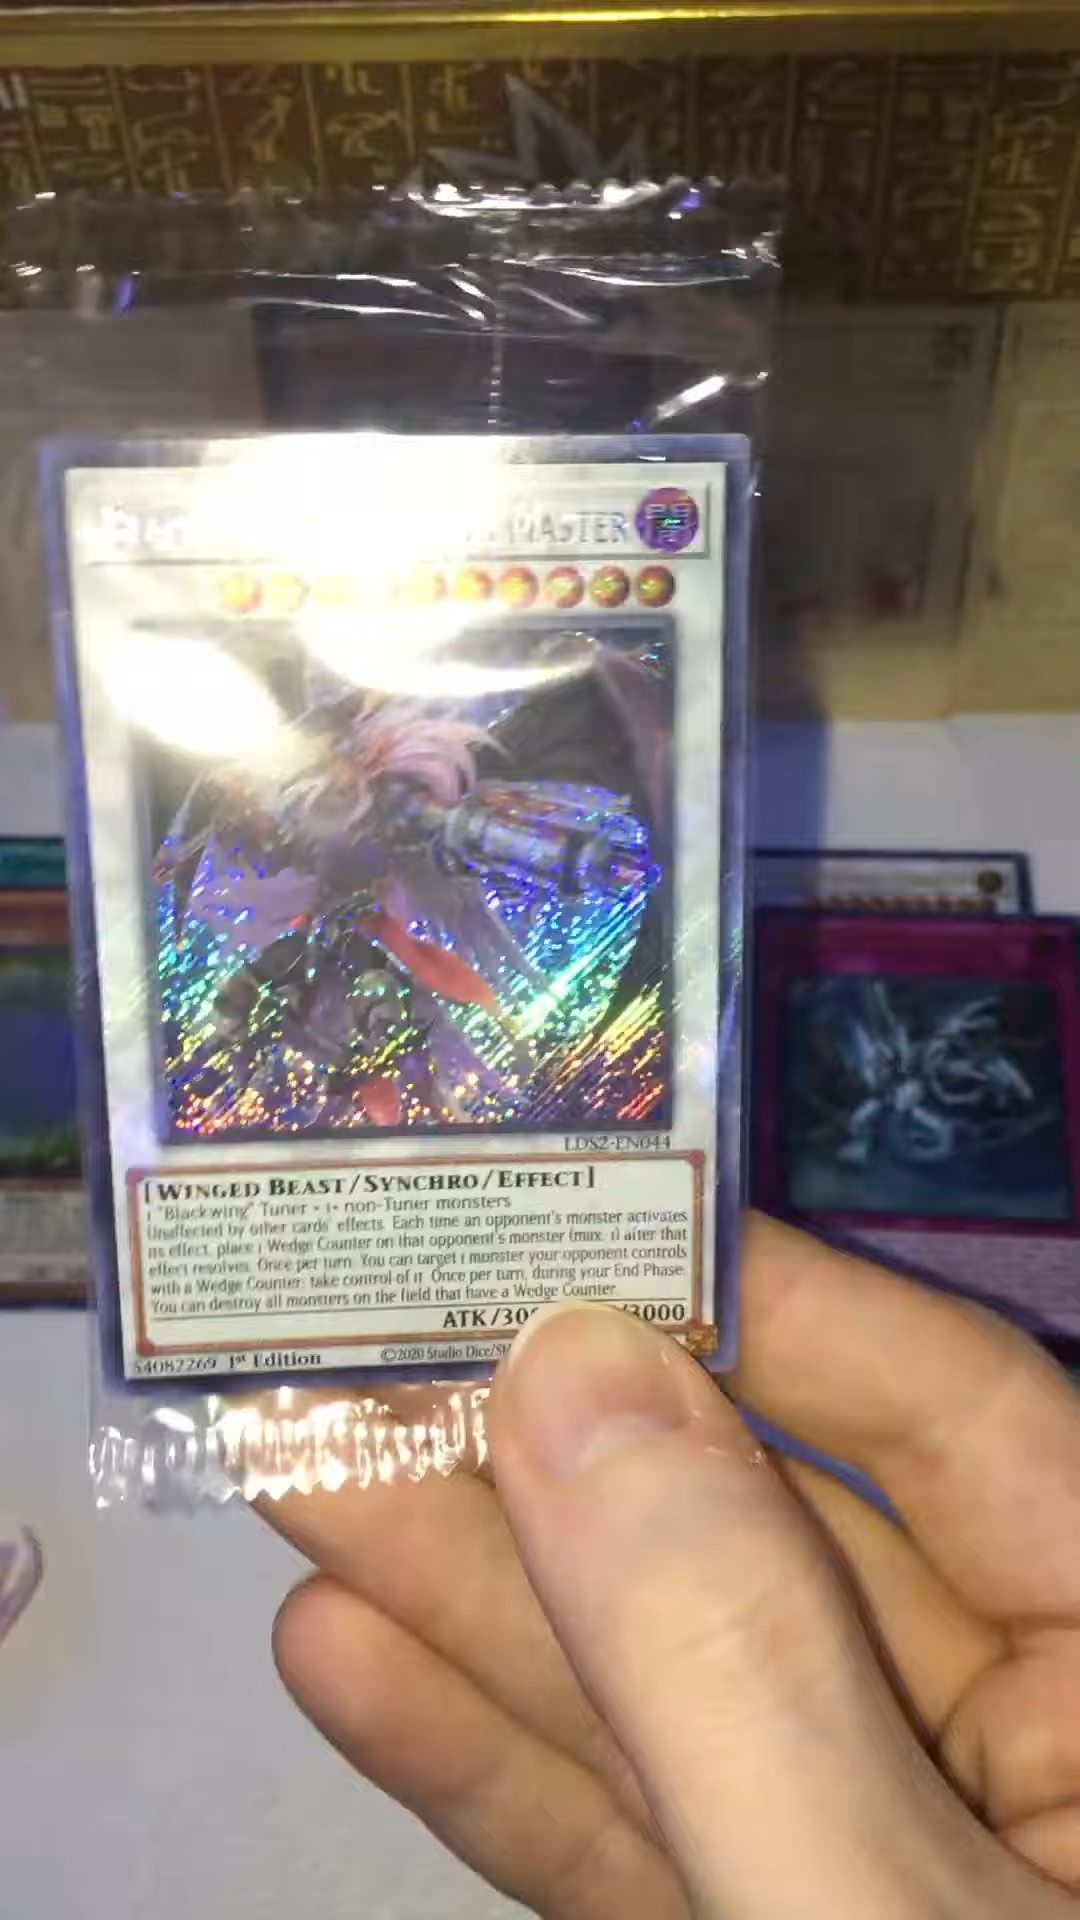 MASTER
LDS2-EN044
[WINGED BEAST/SYNCHRO/EFFECT]
1 "Blackwing" Tuner + 1+ non-Tuner monsters
Unaffected by other cards' effects. Each time an opponent's monster activates
its effect, place 1 Wedge Counter on that opponent's monster (max. 1) after that
effect resolves. Once per turn: You can target 1 monster your opponent controls
with a Wedge Counter; take control of it. Once per turn, during your End Phase:
You can destroy all monsters on the field that have a Wedge Counter.
ATK/30 /3000
54082269 1st Edition ©2020 Studio Dice/